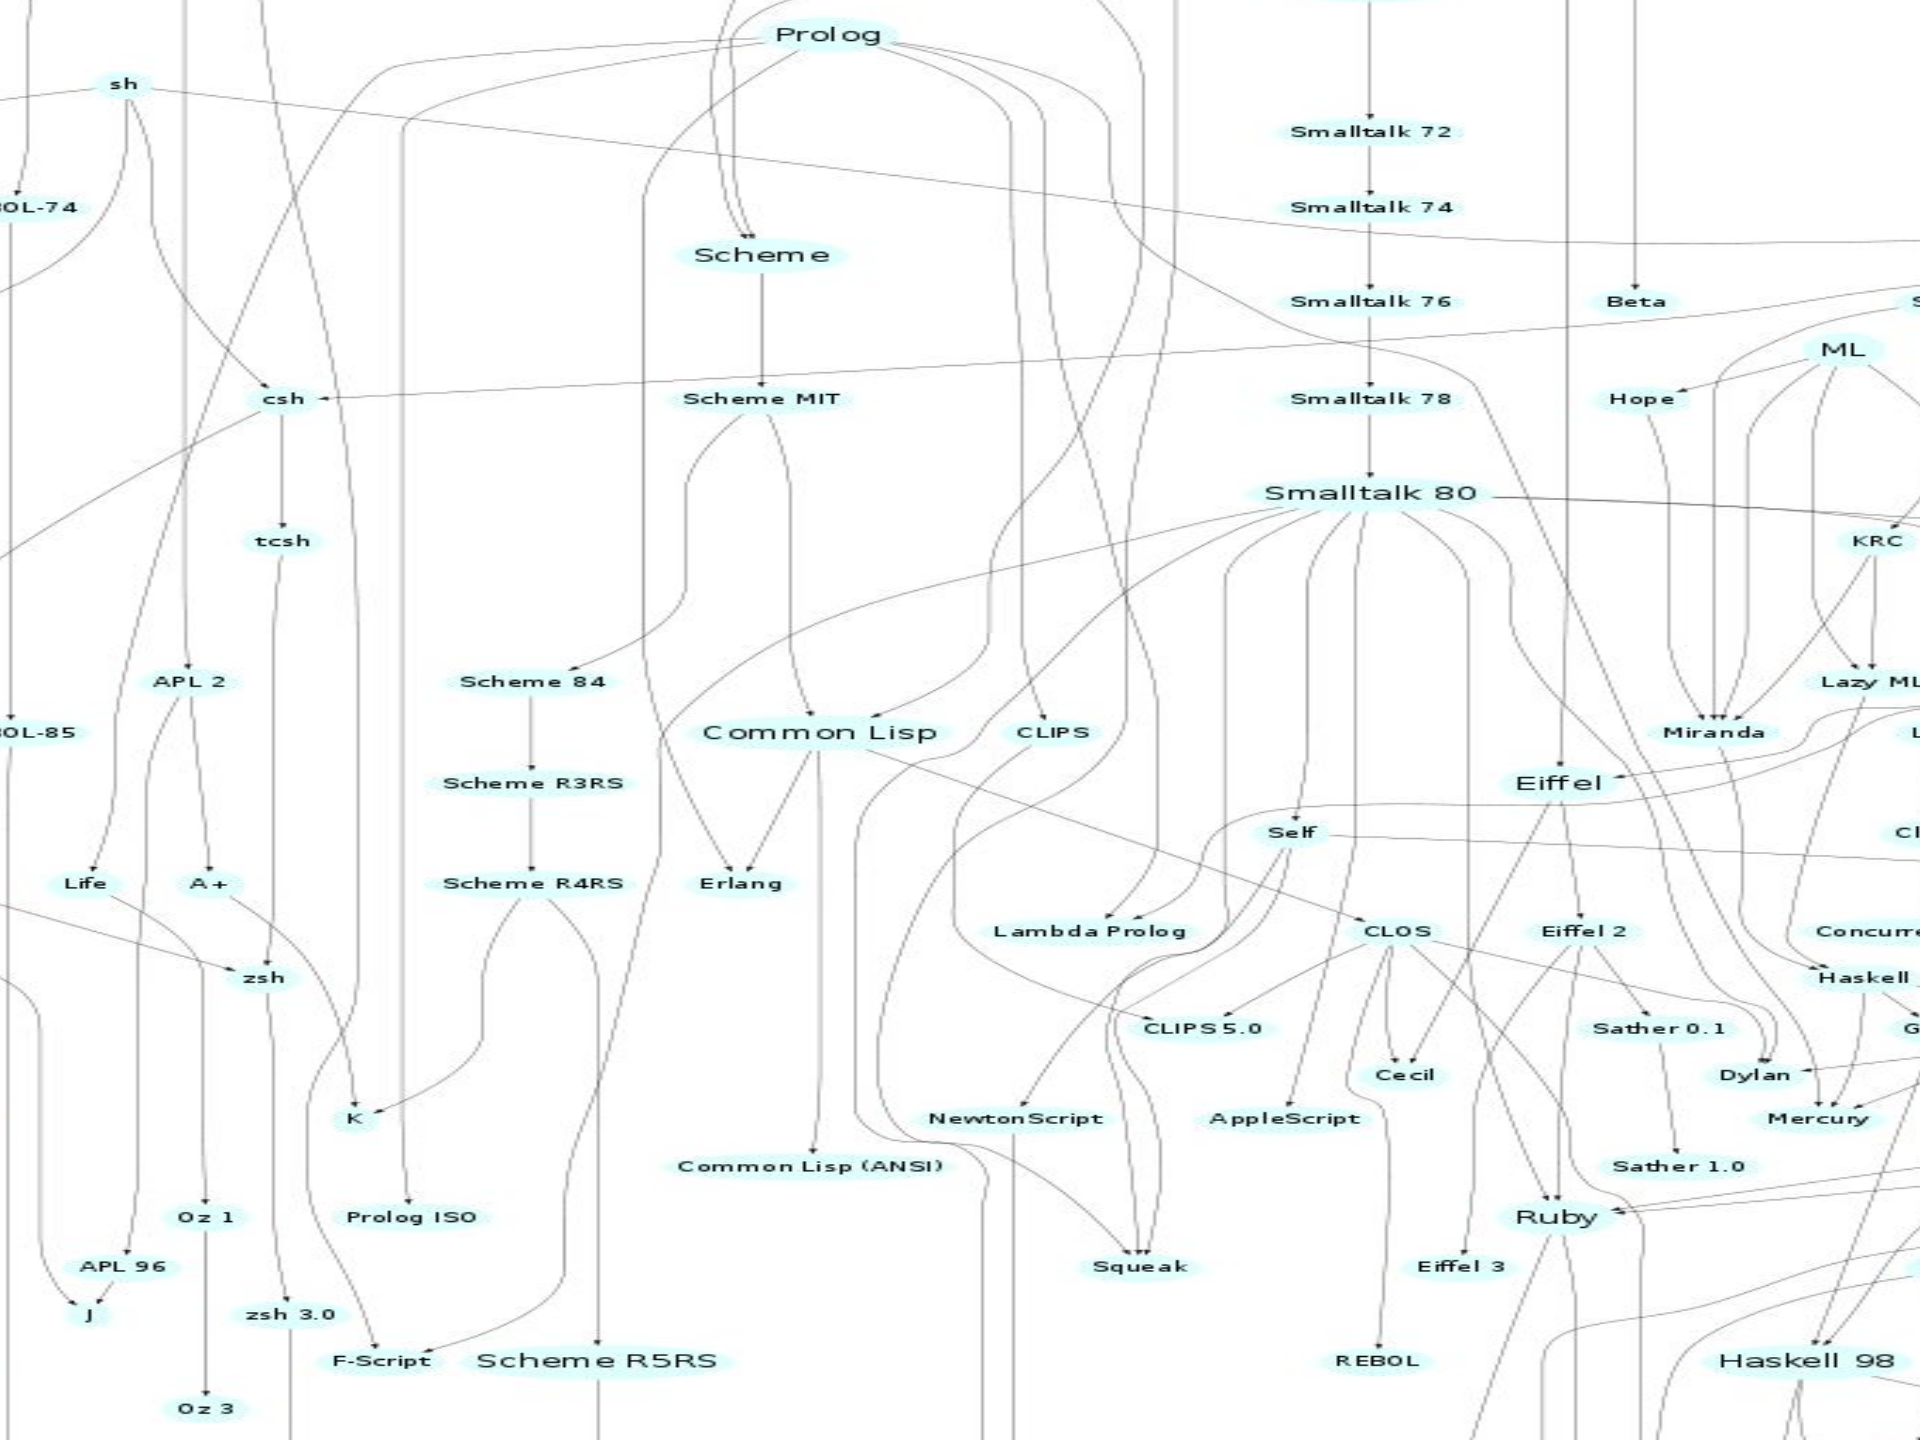 Prolog
sh
Smalltalk 72
OL-74
Smalltalk 74
Scheme
Smalltalk 76
Beta
S
ML
csh
Scheme MIT
Smalltalk 78
Hope
Smalltalk 80
tcsh
KRC
APL 2
Scheme 84
Lazy ML
OL-85
Common Lisp
CLIPS
Miranda
L
Scheme R3RS
Eiffel
Self
Cl
Life
A+
Scheme R4RS
Erlang
Lambda Prolog
CLOS
Eiffel 2
Concurre
zsh
Haskell
CLIPS 5.0
Sather 0.1
G
Cecil
Dylan
K
NewtonScript
AppleScript
Mercury
Common Lisp (ANSI)
Sather 1.0
Oz 1
Prolog ISO
Ruby
APL 96
Squeak
Eiffel 3
J
zsh 3.0
F-Script
Scheme R5RS
REBOL
Haskell 98
Oz 3